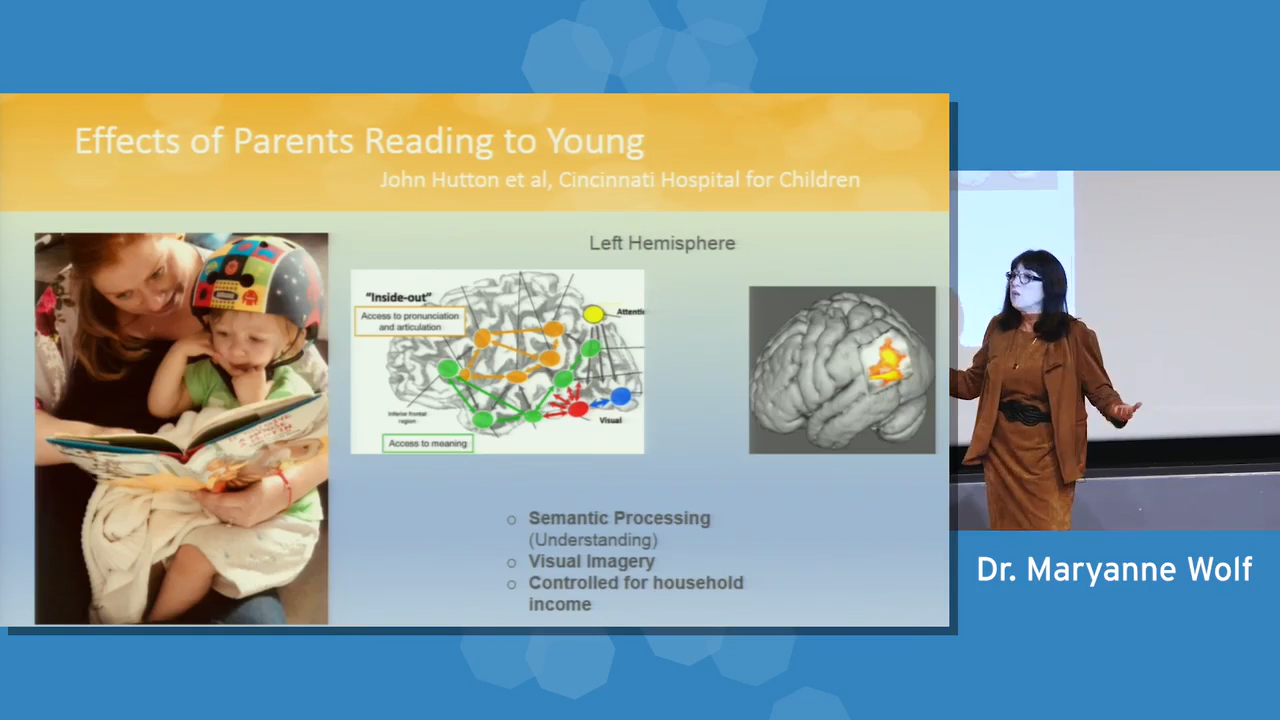 Effects of Parents Reading to Young
John Hutton et al, Cincinnati Hospital for Children
Left Hemisphere
"Inside-out"
Access to pronunciation
and articulation
Attenti
Inferior frontal
region
Visual
Access to meaning
Semantic Processing
(Understanding)
Visual Imagery
Controlled for household
income
Dr. Maryanne Wolf